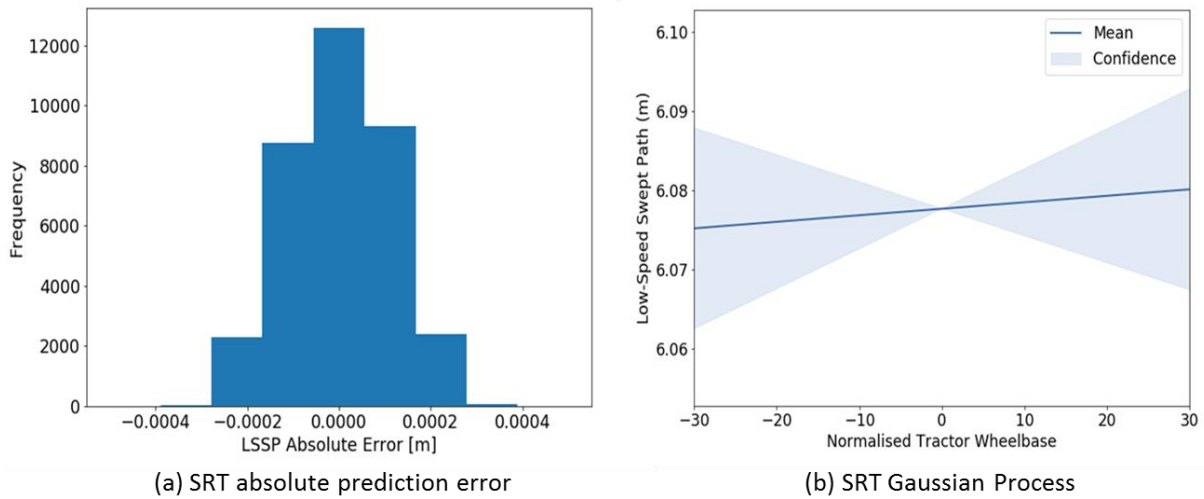 12000
10000
8000
6000
4000
2000
0
Frequency
−0.0004 −0.0002 0.0000 0.0002 0.0004
LSSP Absolute Error [m]
(a) SRT absolute prediction error
6.10
6.09
6.08
6.07
6.06
Low-Speed Swept Path (m)
Mean
Confidence
−30 −20 −10 0 10 20 30
Normalised Tractor Wheelbase
(b) SRT Gaussian Process